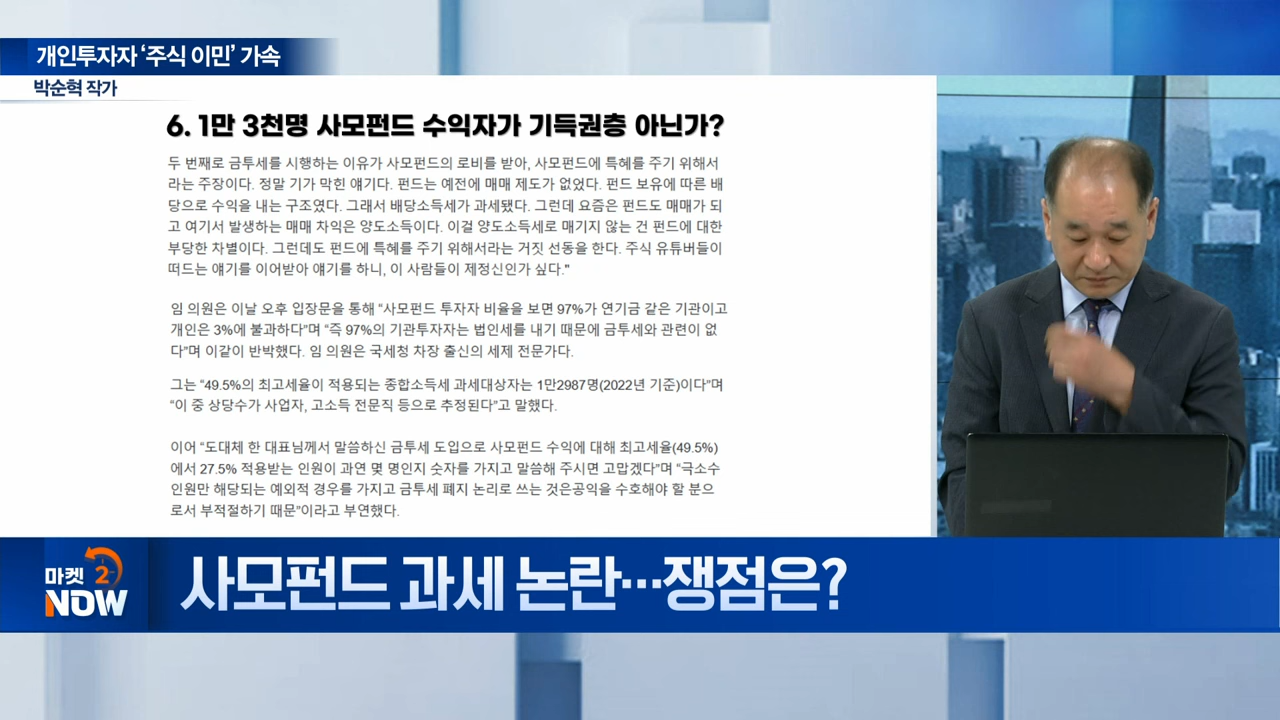 개인투자자 ‘주식 이민’ 가속
박순혁 작가
6. 1만 3천명 사모펀드 수익자가 기득권층 아닌가?
두 번째로 금투세를 시행하는 이유가 사모펀드의 로비를 받아, 사모펀드에 특혜를 주기 위해서
라는 주장이다. 정말 기가 막힌 얘기다. 펀드는 예전에 매매 제도가 없었다. 펀드 보유에 따른 배
당으로 수익을 내는 구조였다. 그래서 배당소득세가 과세됐다. 그런데 요즘은 펀드도 매매가 되
고 여기서 발생하는 매매 차익은 양도소득이다. 이걸 양도소득세로 매기지 않는 건 펀드에 대한
부당한 차별이다. 그런데도 펀드에 특혜를 주기 위해서라는 거짓 선동을 한다. 주식 유튜버들이
떠드는 얘기를 이어받아 얘기를 하니, 이 사람들이 제정신인가 싶다."
임 의원은 이날 오후 입장문을 통해 “사모펀드 투자자 비율을 보면 97%가 연기금 같은 기관이고
개인은 3%에 불과하다”며 “즉 97%의 기관투자자는 법인세를 내기 때문에 금투세와 관련이 없
다”며 이같이 반박했다. 임 의원은 국세청 차장 출신의 세제 전문가다.
그는 “49.5%의 최고세율이 적용되는 종합소득세 과세대상자는 1만2987명(2022년 기준)이다”며
“이 중 상당수가 사업자, 고소득 전문직 등으로 추정된다”고 말했다.
이어 “도대체 한 대표님께서 말씀하신 금투세 도입으로 사모펀드 수익에 대해 최고세율(49.5%)
에서 27.5% 적용받는 인원이 과연 몇 명인지 숫자를 가지고 말씀해 주시면 고맙겠다”며 “극소수
인원만 해당되는 예외적 경우를 가지고 금투세 폐지 논리로 쓰는 것은공익을 수호해야 할 분으
로서 부적절하기 때문”이라고 부연했다.
마켓 2
NOW
사모펀드 과세 논란…쟁점은?